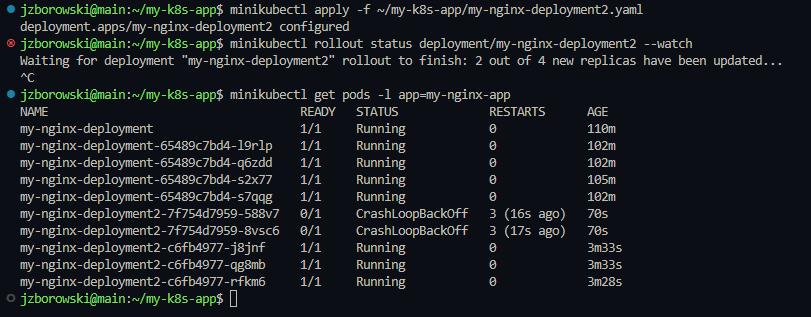 jzborowski@main:~/my-k8s-app$ minikubectl apply -f ~/my-k8s-app/my-nginx-deployment2.yaml
deployment.apps/my-nginx-deployment2 configured
jzborowski@main:~/my-k8s-app$ minikubectl rollout status deployment/my-nginx-deployment2 --watch
Waiting for deployment "my-nginx-deployment2" rollout to finish: 2 out of 4 new replicas have been updated...
^C
jzborowski@main:~/my-k8s-app$ minikubectl get pods -l app=my-nginx-app
NAME READY STATUS RESTARTS AGE
my-nginx-deployment 1/1 Running 0 110m
my-nginx-deployment-65489c7bd4-l9rlp 1/1 Running 0 102m
my-nginx-deployment-65489c7bd4-q6zdd 1/1 Running 0 102m
my-nginx-deployment-65489c7bd4-s2x77 1/1 Running 0 105m
my-nginx-deployment-65489c7bd4-s7qqg 1/1 Running 0 102m
my-nginx-deployment2-7f754d7959-588v7 0/1 CrashLoopBackOff 3 (16s ago) 70s
my-nginx-deployment2-7f754d7959-8vsc6 0/1 CrashLoopBackOff 3 (17s ago) 70s
my-nginx-deployment2-c6fb4977-j8jnf 1/1 Running 0 3m33s
my-nginx-deployment2-c6fb4977-qg8mb 1/1 Running 0 3m33s
my-nginx-deployment2-c6fb4977-rfkm6 1/1 Running 0 3m28s
jzborowski@main:~/my-k8s-app$